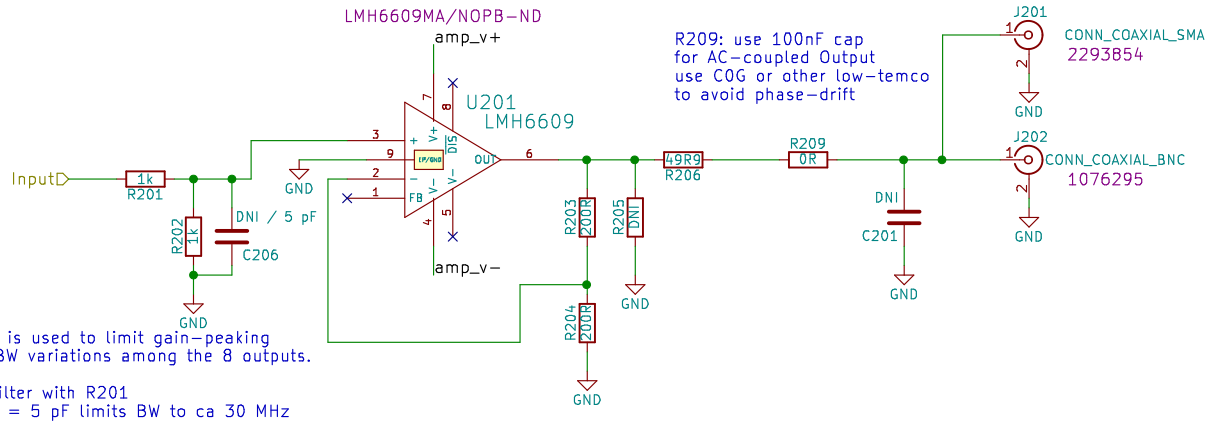 LMH6609MA/NOPB-ND
amp_v+
R209: use 100nF cap
for AC-coupled Output
use C0G or other low-temco
to avoid phase-drift
J201
1
CONN_COAXIAL_SMA
2293854
2
GND
7
8
U201
LMH6609
V+
DIS
3
+
9
EP/GND
OUT
6
2
-
1
FB
V-
V-
4
5
GND
amp_v-
Input
1k
R201
R202
1k
DNI / 5 pF
C206
GND
R203
200R
R205
DNI
49R9
R206
R209
0R
GND
R204
200R
GND
DNI
C201
GND
J202
1
CONN_COAXIAL_BNC
1076295
2
GND
is used to limit gain-peaking
BW variations among the 8 outputs.
ilter with R201
= 5 pF limits BW to ca 30 MHz